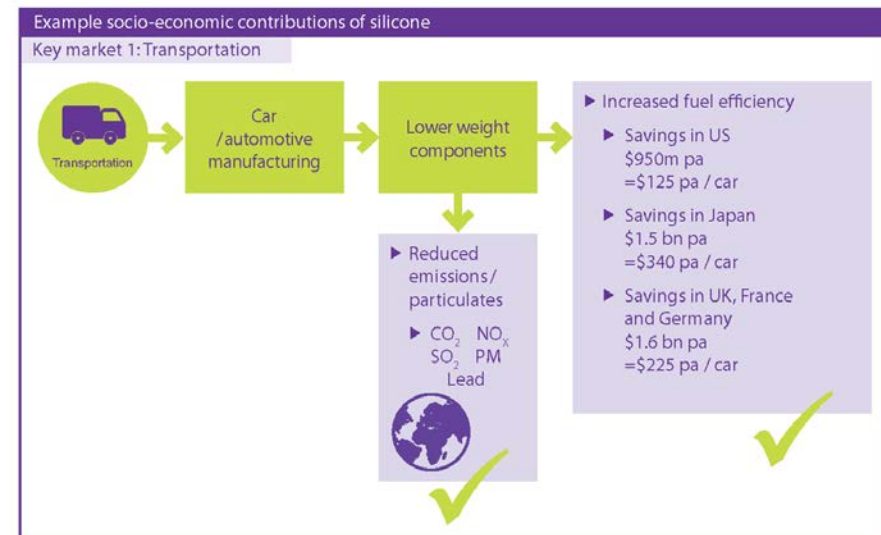 Example socio-economic contributions of silicone
Key market 1: Transportation
Transportation
Car
/automotive
manufacturing
Lower weight
components
▶ Increased fuel efficiency
▶ Savings in US
$950m pa
=$125 pa / car
▶ Savings in Japan
$1.5 bn pa
=$340 pa / car
▶ Savings in UK, France
and Germany
$1.6 bn pa
=$225 pa / car
▶ Reduced
emissions/
particulates
▶ CO₂ NOₓ
SO₂ PM
Lead